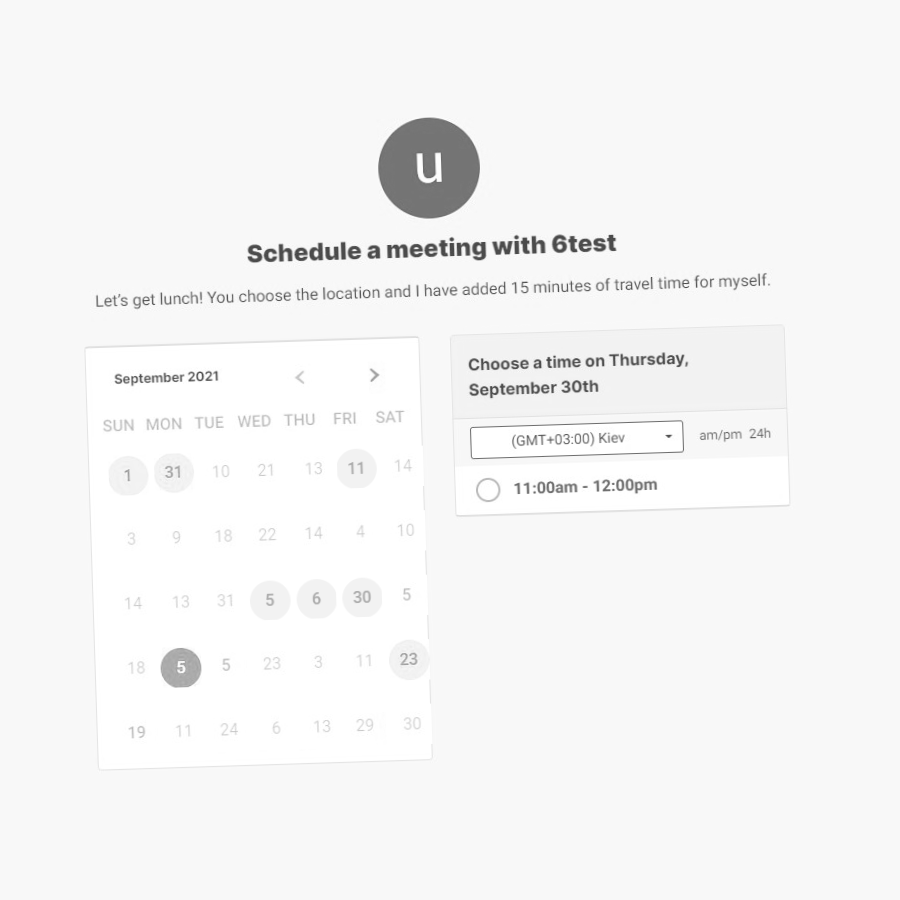 u
Schedule a meeting with 6test
Let's get lunch! You choose the location and I have added 15 minutes of travel time for myself.
September 2021
SUN MON TUE WED THU FRI SAT
1 31 10 21 13 11 14
3 9 18 22 14 4 10
14 13 31 5 6 30 5
18 5 5 23 3 11 23
19 11 24 6 13 29 30
Choose a time on Thursday,
September 30th
(GMT+03:00) Kiev am/pm 24h
11:00am - 12:00pm